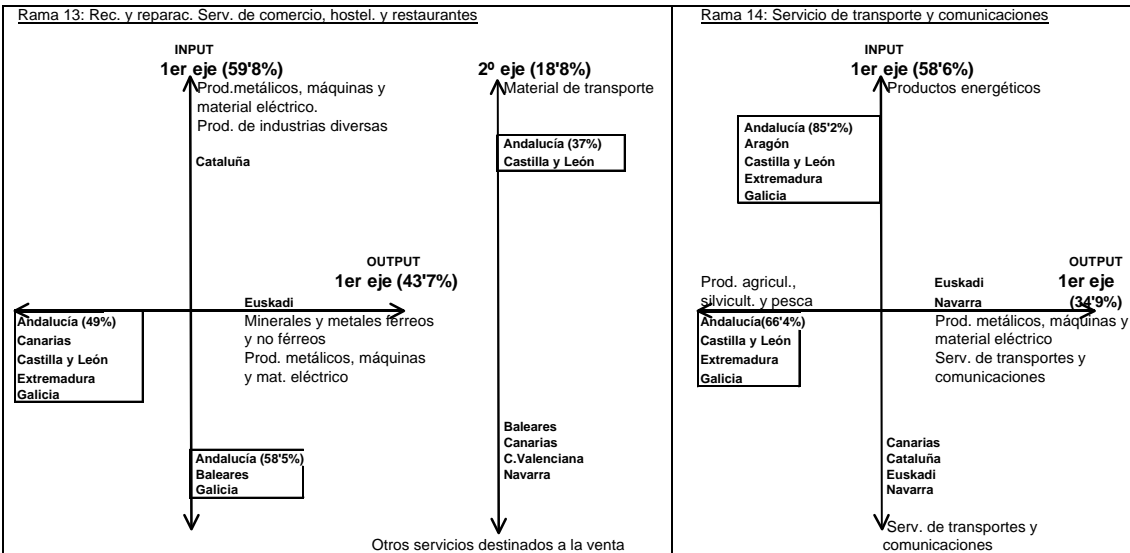 Rama 13: Rec. y reparac. Serv. de comercio, hostel. y restaurantes
INPUT
1er eje (59'8%)
Prod.metálicos, máquinas y
material eléctrico.
Prod. de industrias diversas
Cataluña
2º eje (18'8%)
Material de transporte
Andalucía (37%)
Castilla y León
OUTPUT
1er eje (43'7%)
Euskadi
Minerales y metales férreos
y no férreos
Prod. metálicos, máquinas
y mat. eléctrico
Andalucía (49%)
Canarias
Castilla y León
Extremadura
Galicia
Andalucía (58'5%)
Baleares
Galicia
Baleares
Canarias
C.Valenciana
Navarra
Otros servicios destinados a la venta
Rama 14: Servicio de transporte y comunicaciones
INPUT
1er eje (58'6%)
Productos energéticos
Andalucía (85'2%)
Aragón
Castilla y León
Extremadura
Galicia
OUTPUT
1er eje
(34'9%)
Prod. agricul.,
silvicult. y pesca
Euskadi
Navarra
Andalucía(66'4%)
Castilla y León
Extremadura
Galicia
Prod. metálicos, máquinas y
material eléctrico
Serv. de transportes y
comunicaciones
Canarias
Cataluña
Euskadi
Navarra
Serv. de transportes y
comunicaciones